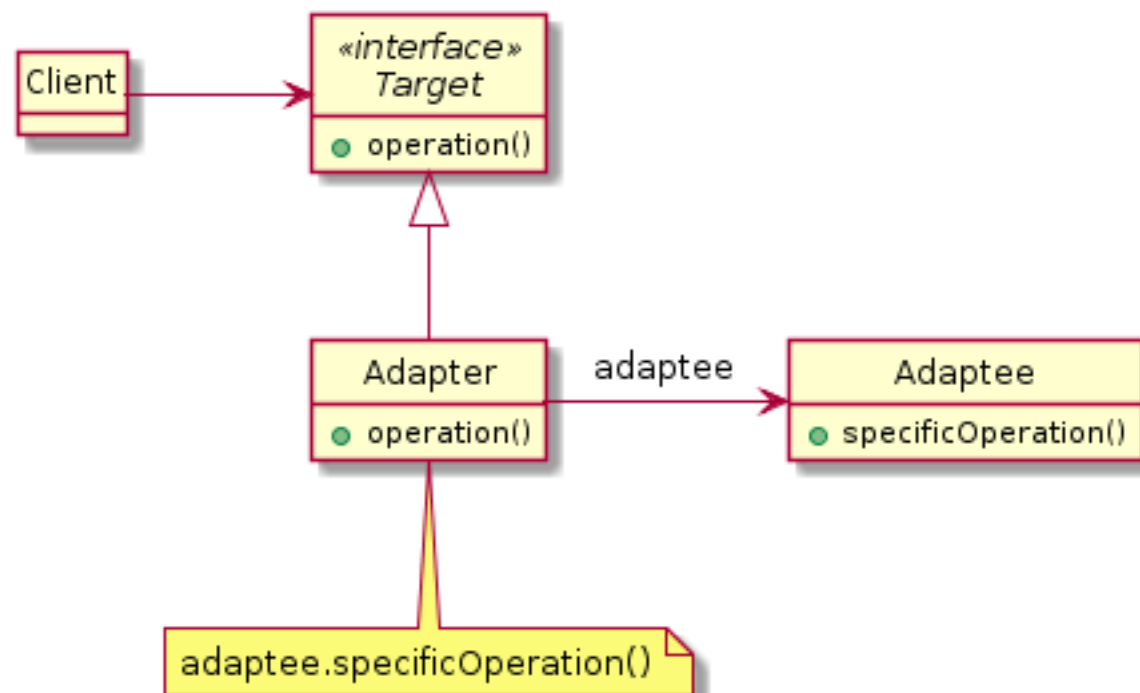 Client
«interface»
Target
operation()
Adapter
operation()
adaptee
Adaptee
specificOperation()
adaptee.specificOperation()